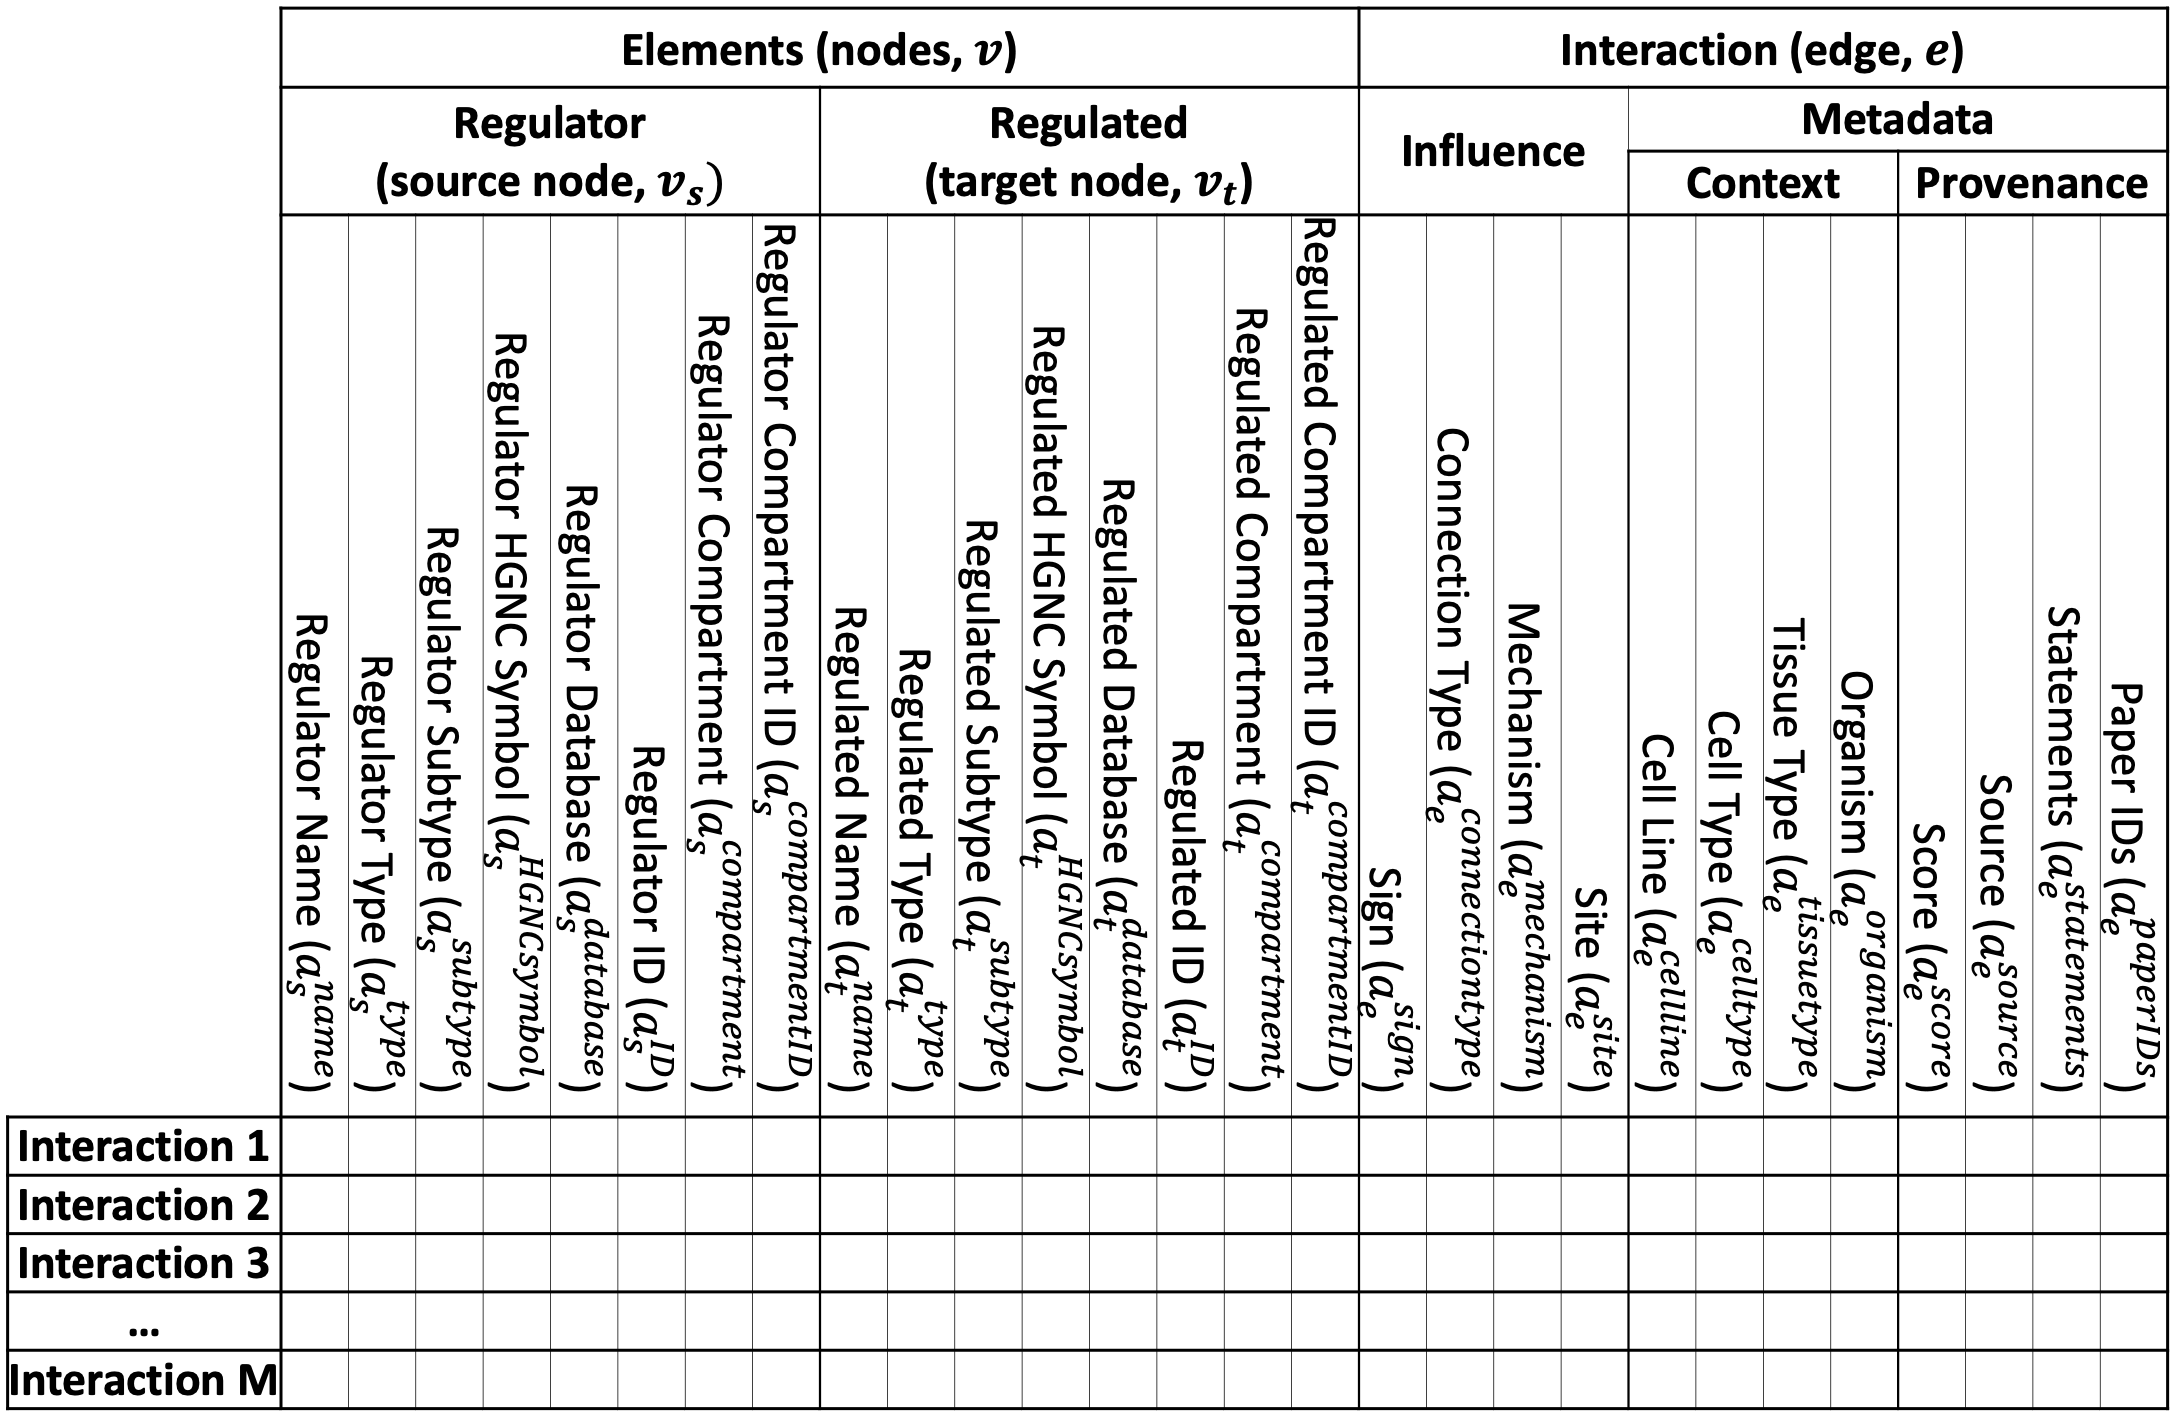 Elements (nodes, 𝒗)
Interaction (edge, 𝒆)
Regulator
(source node, 𝒗ₛ)
Regulated
(target node, 𝒗ₜ)
Influence
Metadata
Context
Provenance
Regulator Name (a_s^name)
Regulator Type (a_s^type)
Regulator Subtype (a_s^subtype)
Regulator HGNC Symbol (a_s^HGNCsymbol)
Regulator Database (a_s^database)
Regulator ID (a_s^ID)
Regulator Compartment (a_s^compartment)
Regulator Compartment ID (a_s^compartmentID)
Regulated Name (a_t^name)
Regulated Type (a_t^type)
Regulated Subtype (a_t^subtype)
Regulated HGNC Symbol (a_t^HGNCsymbol)
Regulated Database (a_t^database)
Regulated ID (a_t^ID)
Regulated Compartment (a_t^compartment)
Regulated Compartment ID (a_t^compartmentID)
Sign (a_e^sign)
Connection Type (a_e^connectiontype)
Mechanism (a_e^mechanism)
Site (a_e^site)
Cell Line (a_e^cellline)
Cell Type (a_e^celltype)
Tissue Type (a_e^tissuetype)
Organism (a_e^organism)
Score (a_e^score)
Source (a_e^source)
Statements (a_e^statements)
Paper IDs (a_e^paperIDs)
Interaction 1
Interaction 2
Interaction 3
...
Interaction M